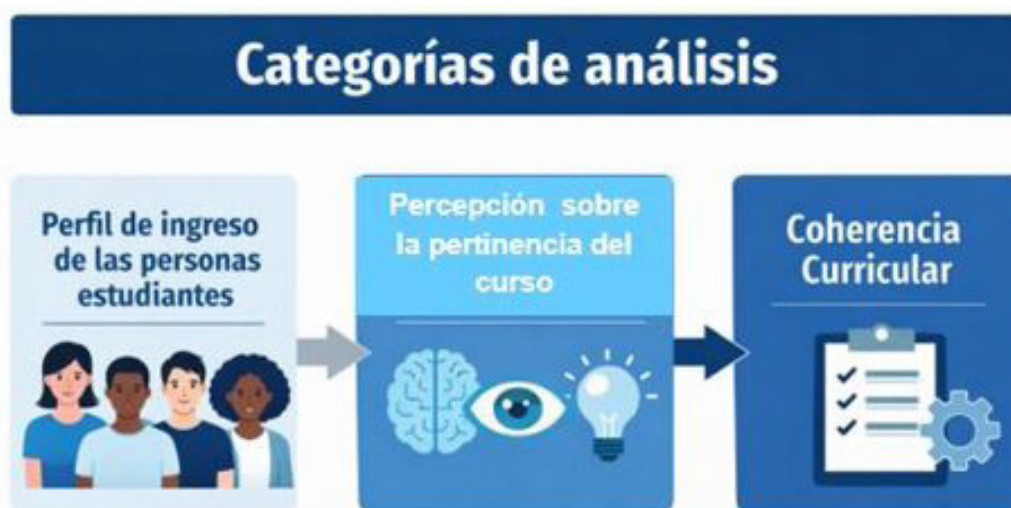 Categorías de análisis
Perfil de ingreso
de las personas
estudiantes
Percepción sobre
la pertinencia del
curso
Coherencia
Curricular